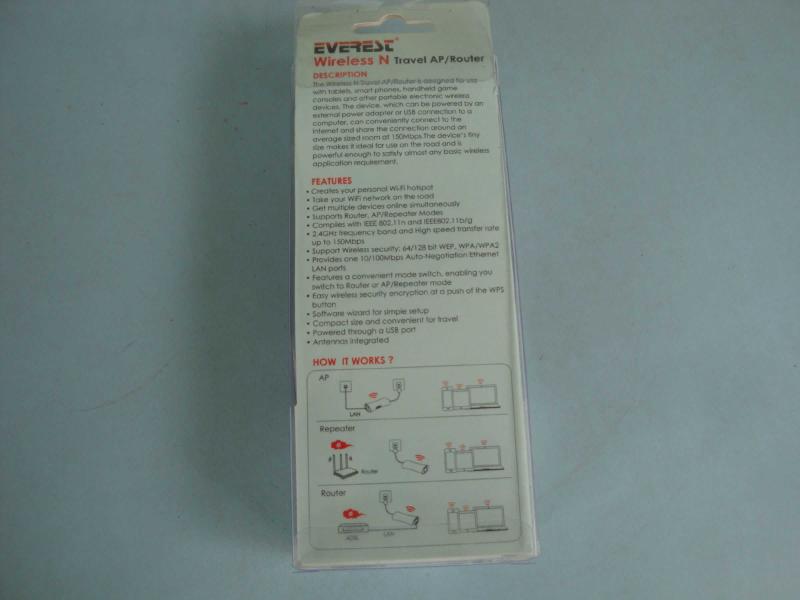 EVEREST®
Wireless N Travel AP/Router
DESCRIPTION
The Wireless N Travel AP/Router is designed for use
with tablets, smart phones, handheld game
consoles and other portable electronic wireless
devices. The device, which can be powered by an
external power adapter or USB connection to a
computer, can conveniently connect to the
Internet and share the connection around an
average sized room at 150Mbps.The device's tiny
size makes it ideal for use on the road and is
powerful enough to satisfy almost any basic wireless
application requirement.
FEATURES
• Creates your personal Wi-Fi hotspot
• Take your WiFi network on the road
• Get multiple devices online simultaneously
• Supports Router, AP/Repeater Modes
• Complies with IEEE 802.11n and IEEE802.11b/g
• 2.4GHz frequency band and High speed transfer rate
up to 150Mbps
• Support Wireless security: 64/128 bit WEP, WPA/WPA2
• Provides one 10/100Mbps Auto-Negotiation Ethernet
LAN ports
• Features a convenient mode switch, enabling you
switch to Router or AP/Repeater mode
• Easy wireless security encryption at a push of the WPS
button
• Software wizard for simple setup
• Compact size and convenient for travel
• Powered through a USB port
• Antennas integrated
HOW IT WORKS ?
AP
LAN
Repeater
Router
Router
ADSL
LAN